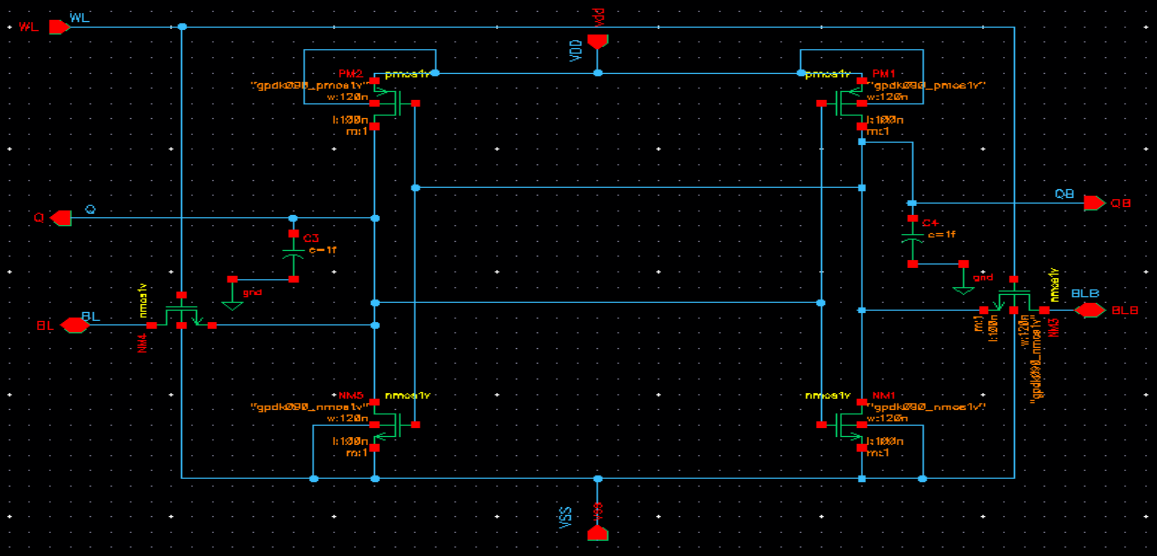 WL
WL
vdd
VDD
PM2
pmos1v
"gpdk090_pmos1v"
w:120n
l:100n
m:1
pmos1v
PM1
"gpdk090_pmos1v"
w:120n
l:100n
m:1
Q
Q
C3
c=1f
gnd
QB
QB
C4
c=1f
gnd
nmos1v
BL
BL
NM4
nmos1v
BLB
BLB
m:1
l:100n
w:120n
"gpdk090_nmos1v"
NM3
NM5
nmos1v
"gpdk090_nmos1v"
w:120n
l:100n
m:1
nmos1v
NM1
"gpdk090_nmos1v"
w:120n
l:100n
m:1
VSS
vss